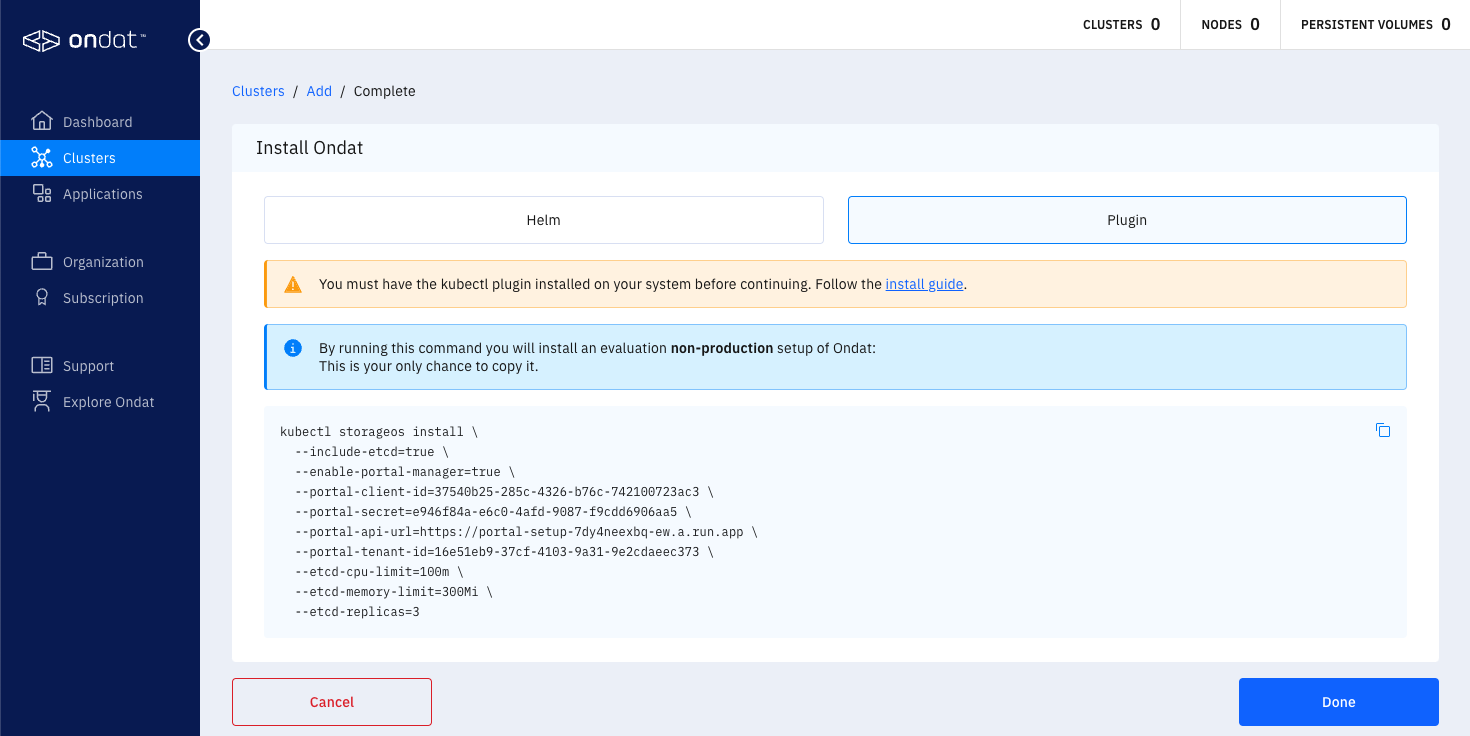 ondat™
CLUSTERS 0
NODES 0
PERSISTENT VOLUMES 0
Dashboard
Clusters
Applications
Organization
Subscription
Support
Explore Ondat
Clusters / Add / Complete
Install Ondat
Helm
Plugin
You must have the kubectl plugin installed on your system before continuing. Follow the install guide.
By running this command you will install an evaluation non-production setup of Ondat:
This is your only chance to copy it.
kubectl storageos install \
--include-etcd=true \
--enable-portal-manager=true \
--portal-client-id=37540b25-285c-4326-b76c-742100723ac3 \
--portal-secret=e946f84a-e6c0-4afd-9087-f9cdd6906aa5 \
--portal-api-url=https://portal-setup-7dy4neexbq-ew.a.run.app \
--portal-tenant-id=16e51eb9-37cf-4103-9a31-9e2cdaeec373 \
--etcd-cpu-limit=100m \
--etcd-memory-limit=300Mi \
--etcd-replicas=3
Cancel
Done